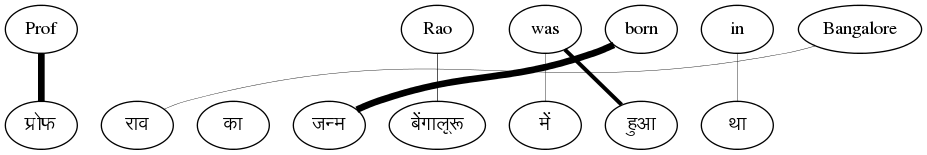 Prof Rao was born in Bangalore
प्रोफ राव का जन्म बेंगालूरू में हुआ था